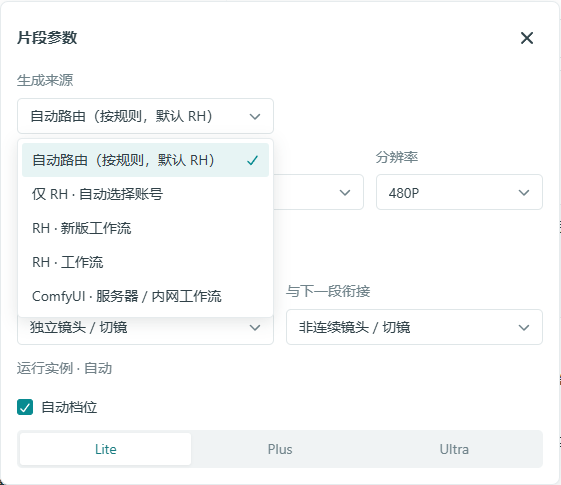 片段参数
生成来源
自动路由（按规则，默认 RH）
自动路由（按规则，默认 RH）
仅 RH · 自动选择账号
RH · 新版工作流
RH · 工作流
ComfyUI · 服务器 / 内网工作流
分辨率
480P
与下一段衔接
独立镜头 / 切镜
非连续镜头 / 切镜
运行实例 · 自动
自动档位
Lite
Plus
Ultra